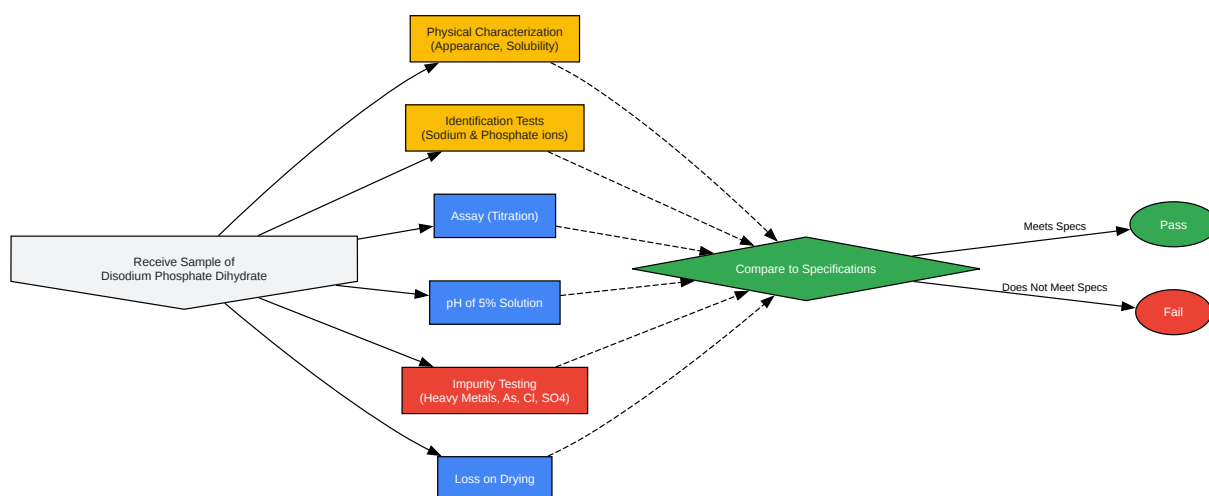 Physical Characterization
(Appearance, Solubility)
Identification Tests
(Sodium & Phosphate ions)
Assay (Titration)
Receive Sample of
Disodium Phosphate Dihydrate
pH of 5% Solution
Impurity Testing
(Heavy Metals, As, Cl, SO4)
Loss on Drying
Compare to Specifications
Meets Specs
Does Not Meet Specs
Pass
Fail